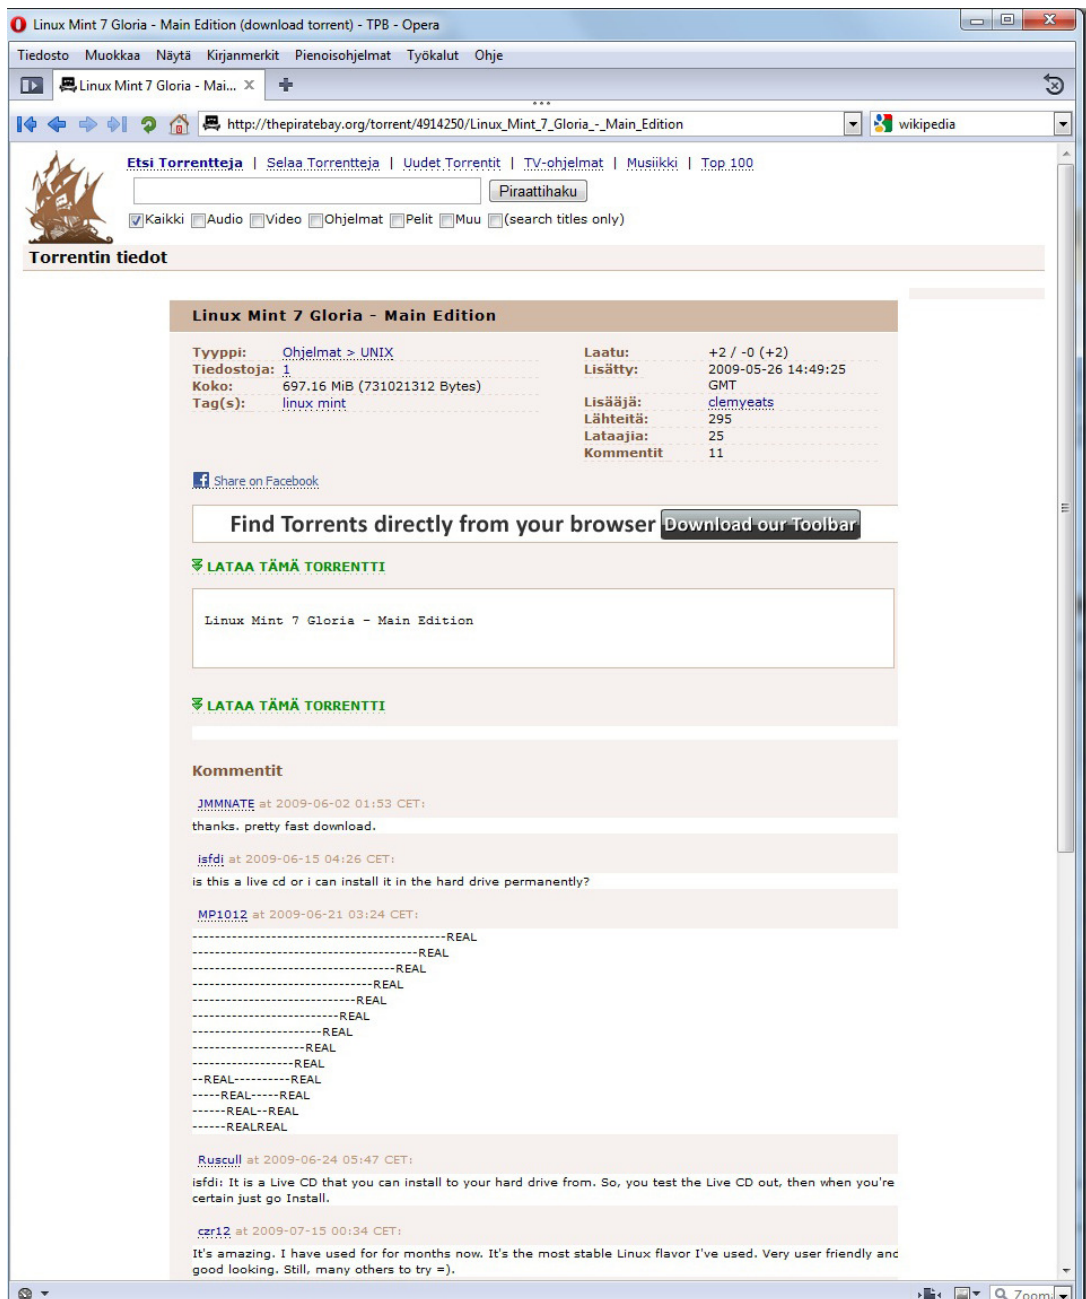 Linux Mint 7 Gloria - Main Edition (download torrent) - TPB - Opera
Tiedosto Muokkaa Näytä Kirjanmerkit Pienoisohjelmat Työkalut Ohje
Linux Mint 7 Gloria - Mai...
http://thepiratebay.org/torrent/4914250/Linux_Mint_7_Gloria_-_Main_Edition wikipedia
Etsi Torrentteja | Selaa Torrentteja | Uudet Torrentit | TV-ohjelmat | Musiikki | Top 100
Piraattihaku
Kaikki Audio Video Ohjelmat Pelit Muu (search titles only)
Torrentin tiedot
Linux Mint 7 Gloria - Main Edition
Tyyppi: Ohjelmat > UNIX
Tiedostoja: 1
Koko: 697.16 MiB (731021312 Bytes)
Tag(s): linux mint
Laatu: +2 / -0 (+2)
Lisätty: 2009-05-26 14:49:25
GMT
Lisääjä: clemyeats
Lähteitä: 295
Lataajia: 25
Kommentit 11
Share on Facebook
Find Torrents directly from your browser Download our Toolbar
LATAA TÄMÄ TORRENTTI
Linux Mint 7 Gloria - Main Edition
LATAA TÄMÄ TORRENTTI
Kommentit
JMMNATE at 2009-06-02 01:53 CET:
thanks. pretty fast download.
isfdi at 2009-06-15 04:26 CET:
is this a live cd or i can install it in the hard drive permanently?
MP1012 at 2009-06-21 03:24 CET:
---------------------------------------------REAL
----------------------------------------REAL
------------------------------------REAL
--------------------------------REAL
-----------------------------REAL
--------------------------REAL
-----------------------REAL
--------------------REAL
------------------REAL
--REAL----------REAL
-----REAL-----REAL
------REAL--REAL
------REALREAL
Ruscull at 2009-06-24 05:47 CET:
isfdi: It is a Live CD that you can install to your hard drive from. So, you test the Live CD out, then when you're
certain just go Install.
czr12 at 2009-07-15 00:34 CET:
It's amazing. I have used for for months now. It's the most stable Linux flavor I've used. Very user friendly and
good looking. Still, many others to try =).
Zoom